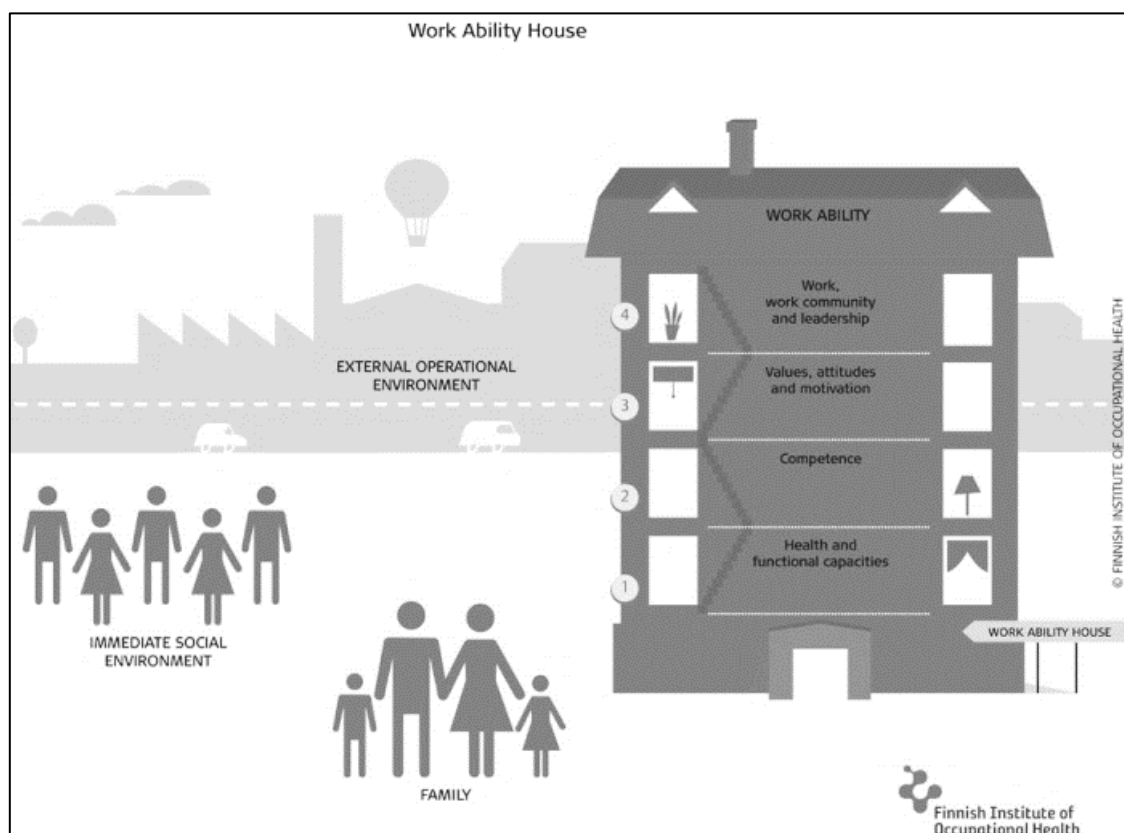 Work Ability House
WORK ABILITY
4
Work,
work community
and leadership
3
Values, attitudes
and motivation
2
Competence
1
Health and
functional capacities
WORK ABILITY HOUSE
EXTERNAL OPERATIONAL
ENVIRONMENT
IMMEDIATE SOCIAL
ENVIRONMENT
FAMILY
© FINNISH INSTITUTE OF OCCUPATIONAL HEALTH
Finnish Institute of
Occupational Health